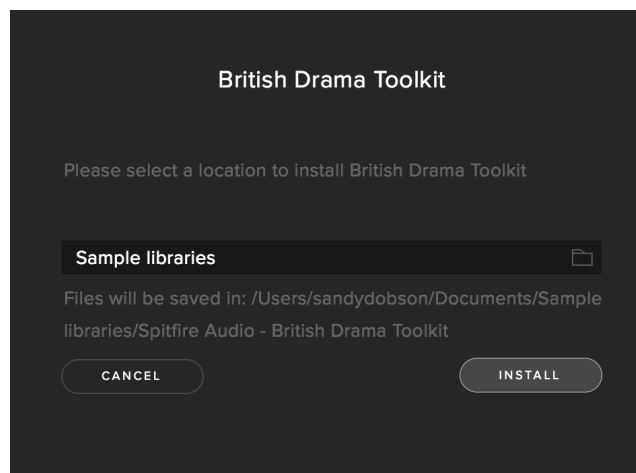 British Drama Toolkit
Please select a location to install British Drama Toolkit
Sample libraries
Files will be saved in: /Users/sandydobson/Documents/Sample
libraries/Spitfire Audio - British Drama Toolkit
CANCEL
INSTALL